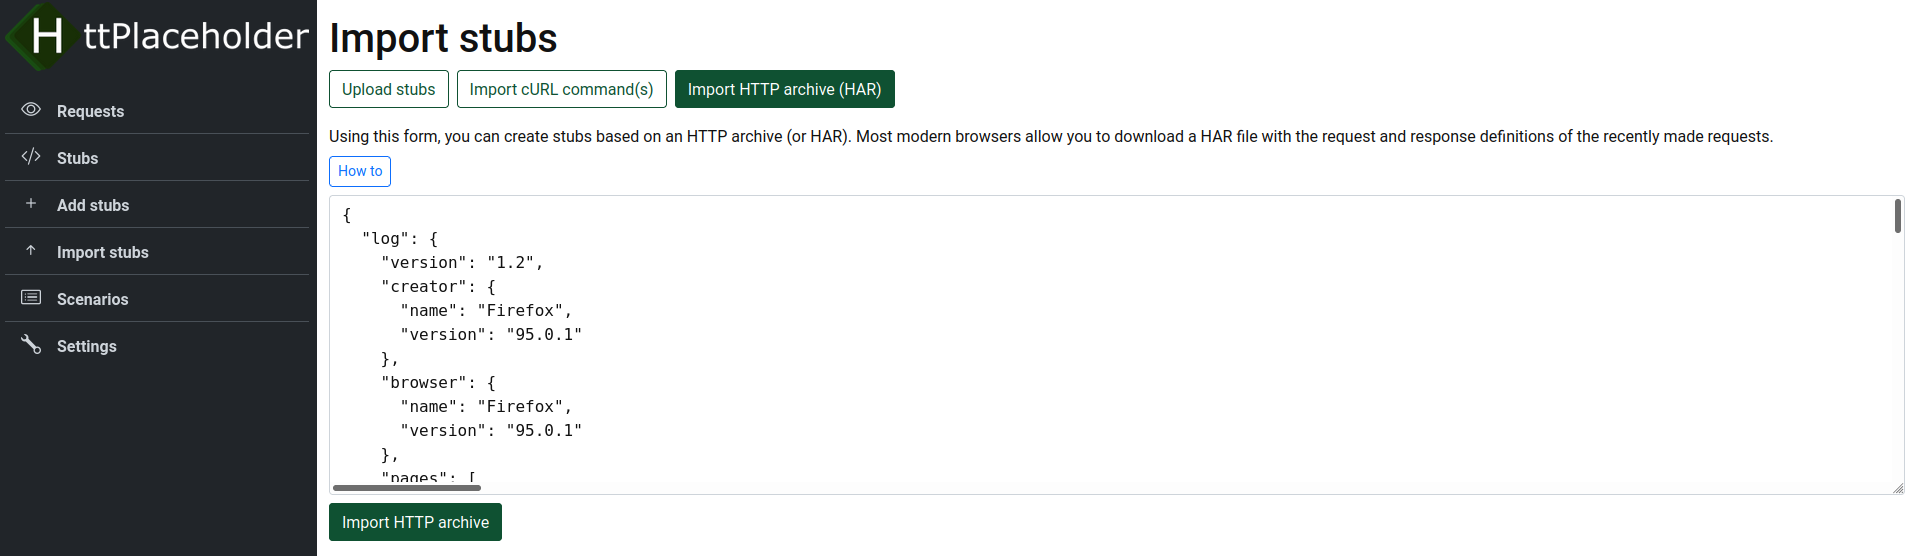 HttPlaceholder
Requests
Stubs
Add stubs
Import stubs
Scenarios
Settings
Import stubs
Upload stubs
Import cURL command(s)
Import HTTP archive (HAR)
Using this form, you can create stubs based on an HTTP archive (or HAR). Most modern browsers allow you to download a HAR file with the request and response definitions of the recently made requests.
How to
{
  "log": {
    "version": "1.2",
    "creator": {
      "name": "Firefox",
      "version": "95.0.1"
    },
    "browser": {
      "name": "Firefox",
      "version": "95.0.1"
    },
    "pages": [
Import HTTP archive